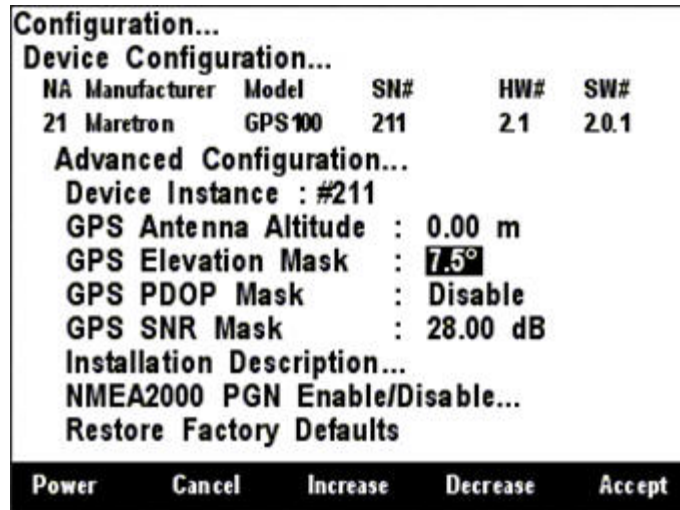 Configuration...
Device Configuration...
NA Manufacturer Model SN# HW# SW#
21 Maretron GPS100 211 2.1 2.0.1
Advanced Configuration...
Device Instance : #211
GPS Antenna Altitude : 0.00 m
GPS Elevation Mask : 7.5°
GPS PDOP Mask : Disable
GPS SNR Mask : 28.00 dB
Installation Description...
NMEA2000 PGN Enable/Disable...
Restore Factory Defaults
Power Cancel Increase Decrease Accept